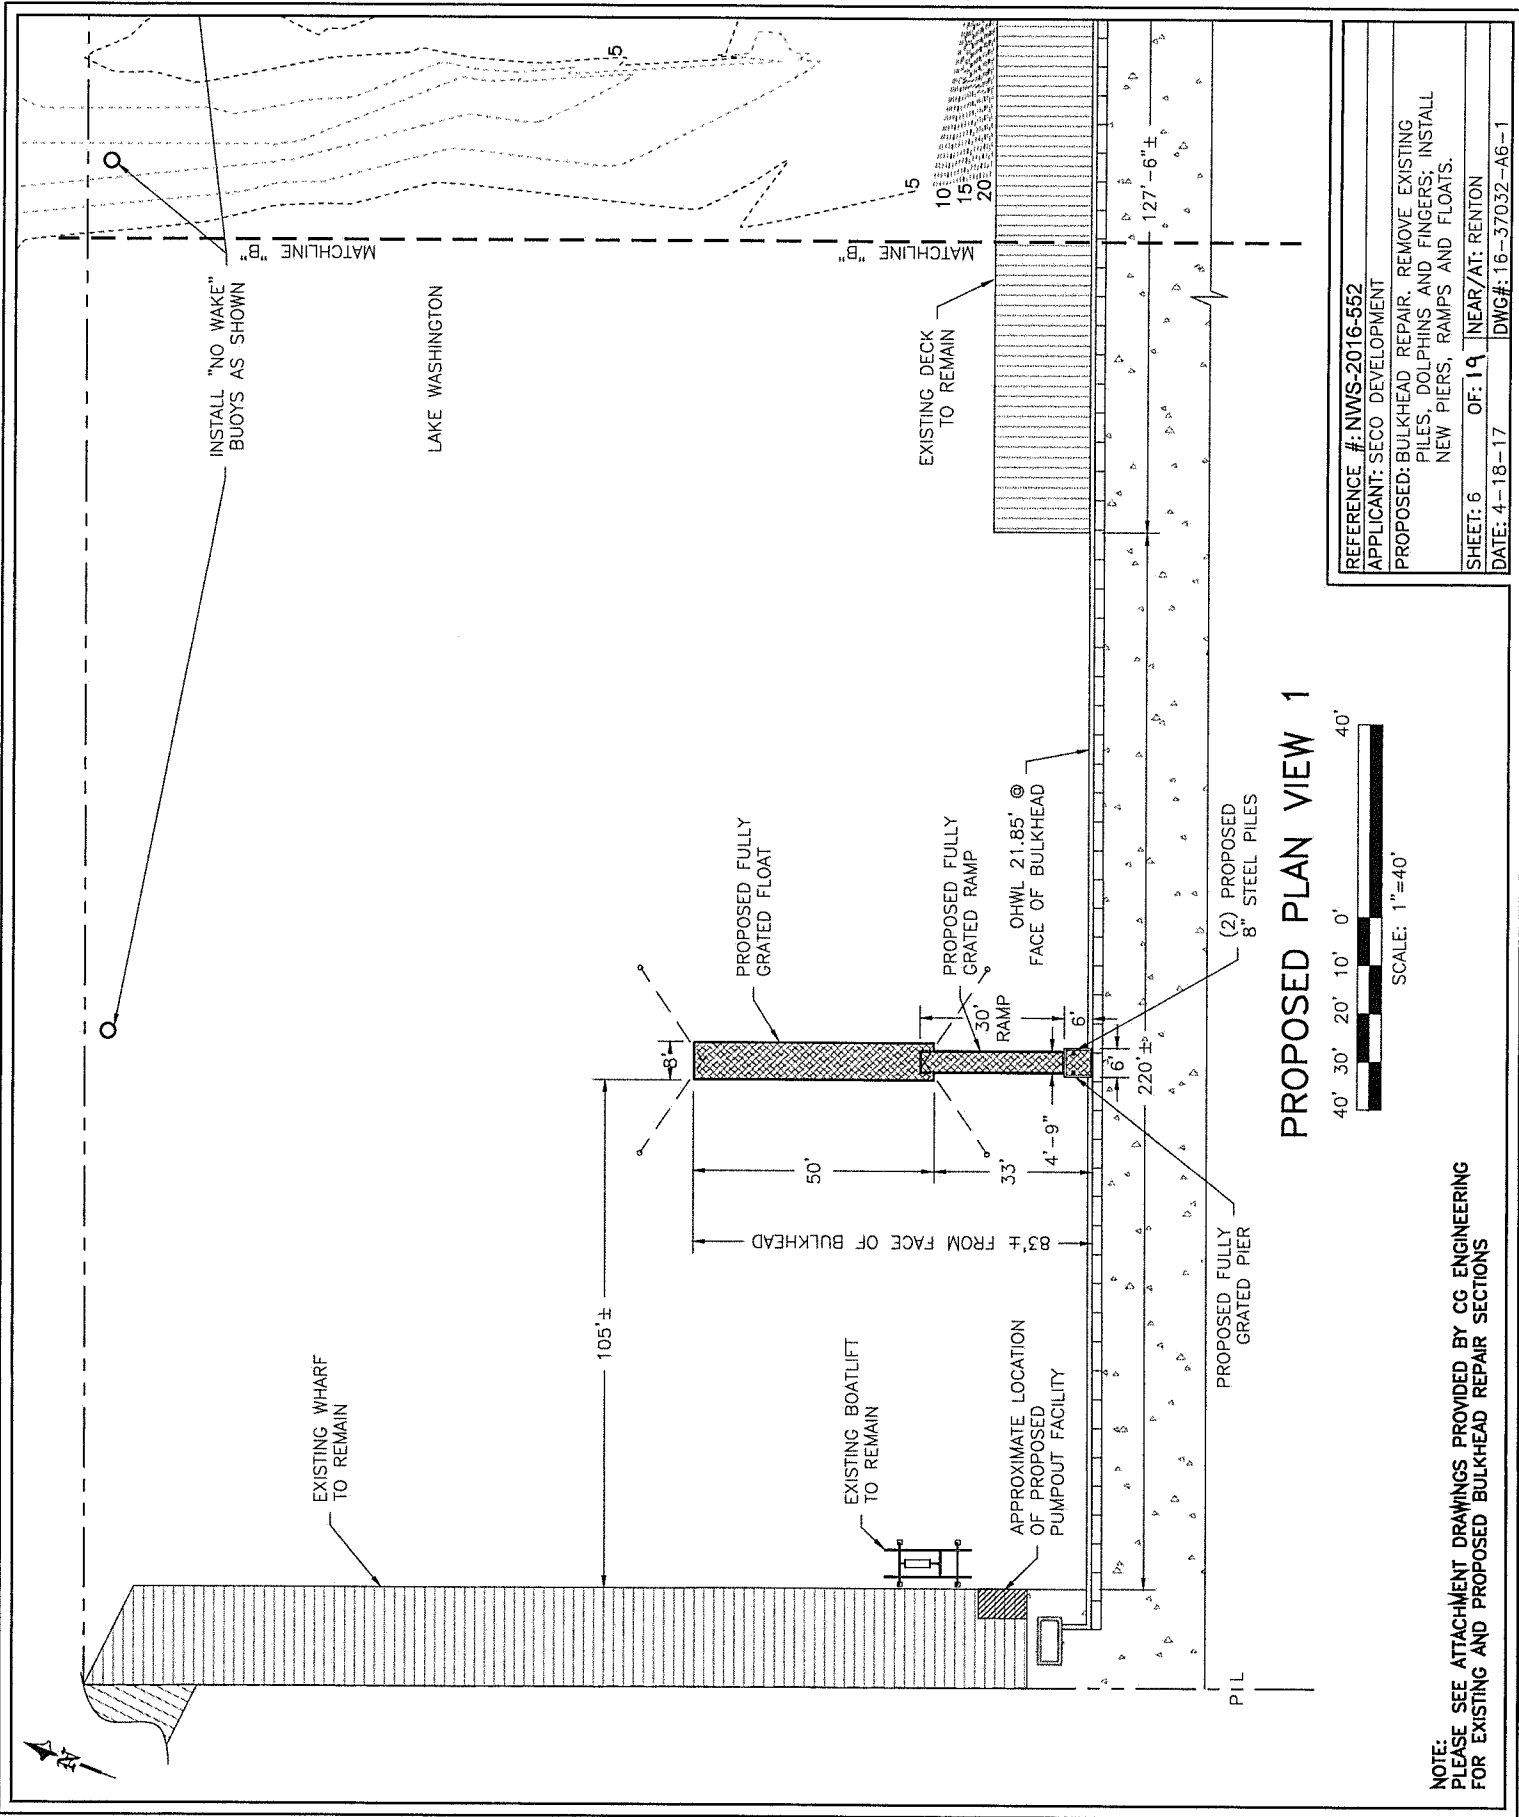 N
INSTALL "NO WAKE"
BUOYS AS SHOWN
MATCHLINE "B"
LAKE WASHINGTON
5
5
10
15
20
MATCHLINE "B"
EXISTING DECK
TO REMAIN
127'-6"±
EXISTING WHARF
TO REMAIN
105'±
8'
PROPOSED FULLY
GRATED FLOAT
50'
33'
83'± FROM FACE OF BULKHEAD
PROPOSED FULLY
GRATED RAMP
30'
RAMP
6'
6'
4'-9"
OHWL 21.85' @
FACE OF BULKHEAD
EXISTING BOATLIFT
TO REMAIN
APPROXIMATE LOCATION
OF PROPOSED
PUMPOUT FACILITY
220'±
PROPOSED FULLY
GRATED PIER
(2) PROPOSED
8" STEEL PILES
P L
PROPOSED PLAN VIEW 1
40' 30' 20' 10' 0' 40'
SCALE: 1"=40'
NOTE:
PLEASE SEE ATTACHMENT DRAWINGS PROVIDED BY CG ENGINEERING
FOR EXISTING AND PROPOSED BULKHEAD REPAIR SECTIONS
REFERENCE #: NWS-2016-552
APPLICANT: SECO DEVELOPMENT
PROPOSED: BULKHEAD REPAIR. REMOVE EXISTING
PILES, DOLPHINS AND FINGERS; INSTALL
NEW PIERS, RAMPS AND FLOATS.
SHEET: 6 OF: 19 NEAR/AT: RENTON
DATE: 4-18-17 DWG#: 16-37032-A6-1